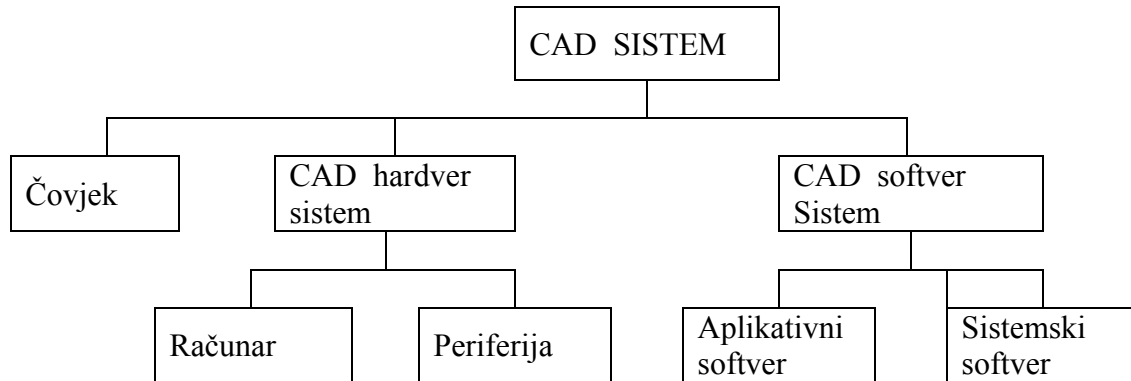 CAD SISTEM
Čovjek
CAD hardver
sistem
CAD softver
Sistem
Računar
Periferija
Aplikativni
softver
Sistemski
softver